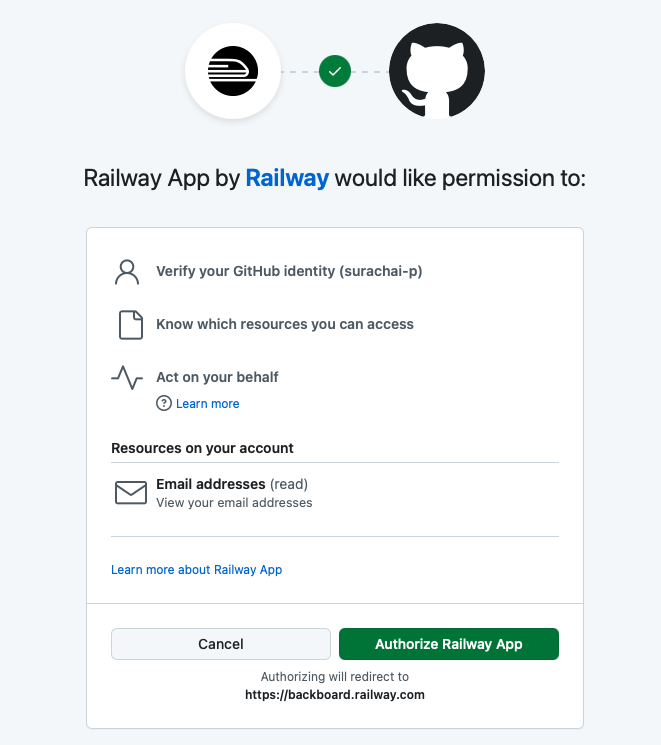 Railway App by Railway would like permission to:
Verify your GitHub identity (surachai-p)
Know which resources you can access
Act on your behalf
Learn more
Resources on your account
Email addresses (read)
View your email addresses
Learn more about Railway App
Cancel
Authorize Railway App
Authorizing will redirect to
https://backboard.railway.com